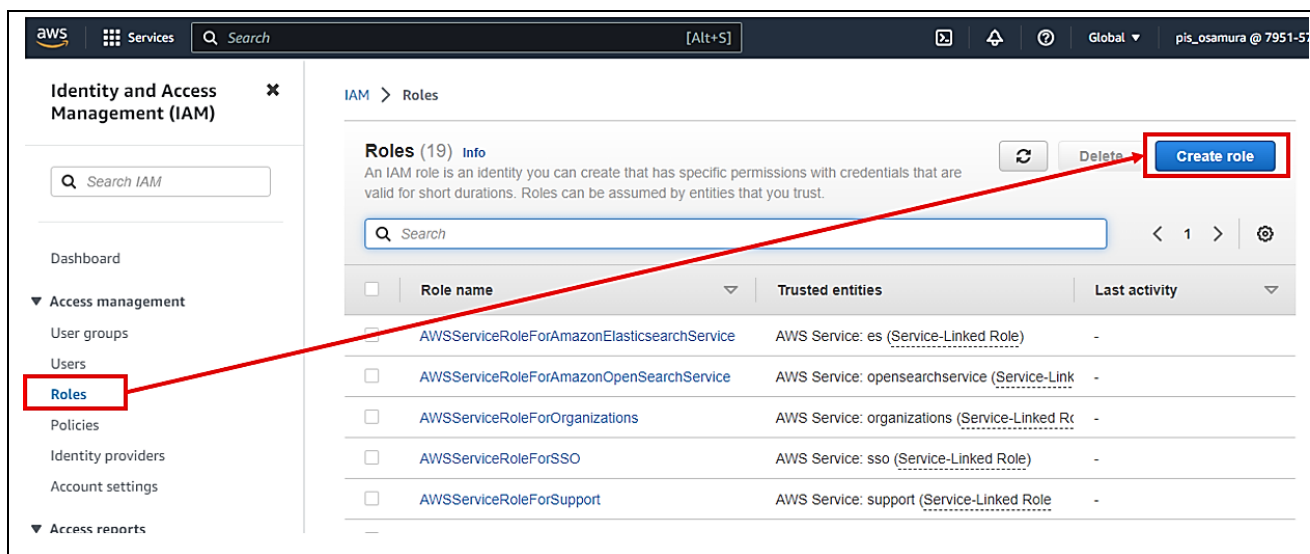 aws
Services
Search
[Alt+S]
Global
pis_osamura @ 7951-57
Identity and Access
Management (IAM)
Search IAM
Dashboard
Access management
User groups
Users
Roles
Policies
Identity providers
Account settings
Access reports
IAM > Roles
Roles (19) Info
An IAM role is an identity you can create that has specific permissions with credentials that are
valid for short durations. Roles can be assumed by entities that you trust.
Delete
Create role
Search
1
Role name
Trusted entities
Last activity
AWSServiceRoleForAmazonElasticsearchService
AWS Service: es (Service-Linked Role)
-
AWSServiceRoleForAmazonOpenSearchService
AWS Service: opensearchservice (Service-Link
-
AWSServiceRoleForOrganizations
AWS Service: organizations (Service-Linked Ro
-
AWSServiceRoleForSSO
AWS Service: sso (Service-Linked Role)
-
AWSServiceRoleForSupport
AWS Service: support (Service-Linked Role
-